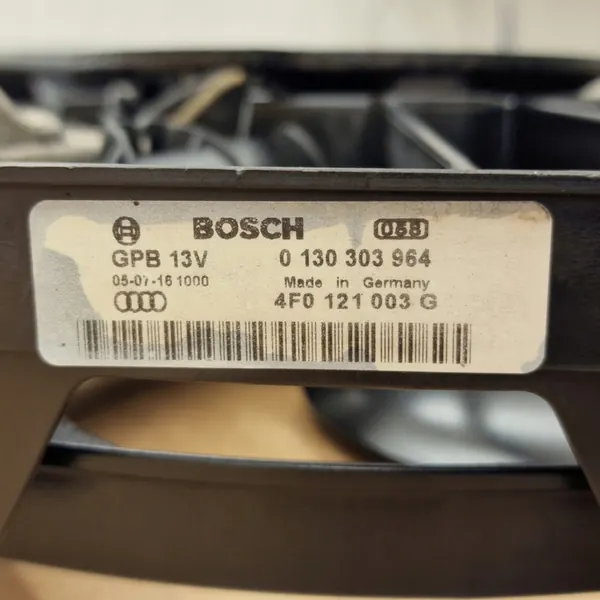 BOSCH 058
GPB 13V 0 130 303 964
05-07-16 1000 Made in Germany
4F0 121 003 G